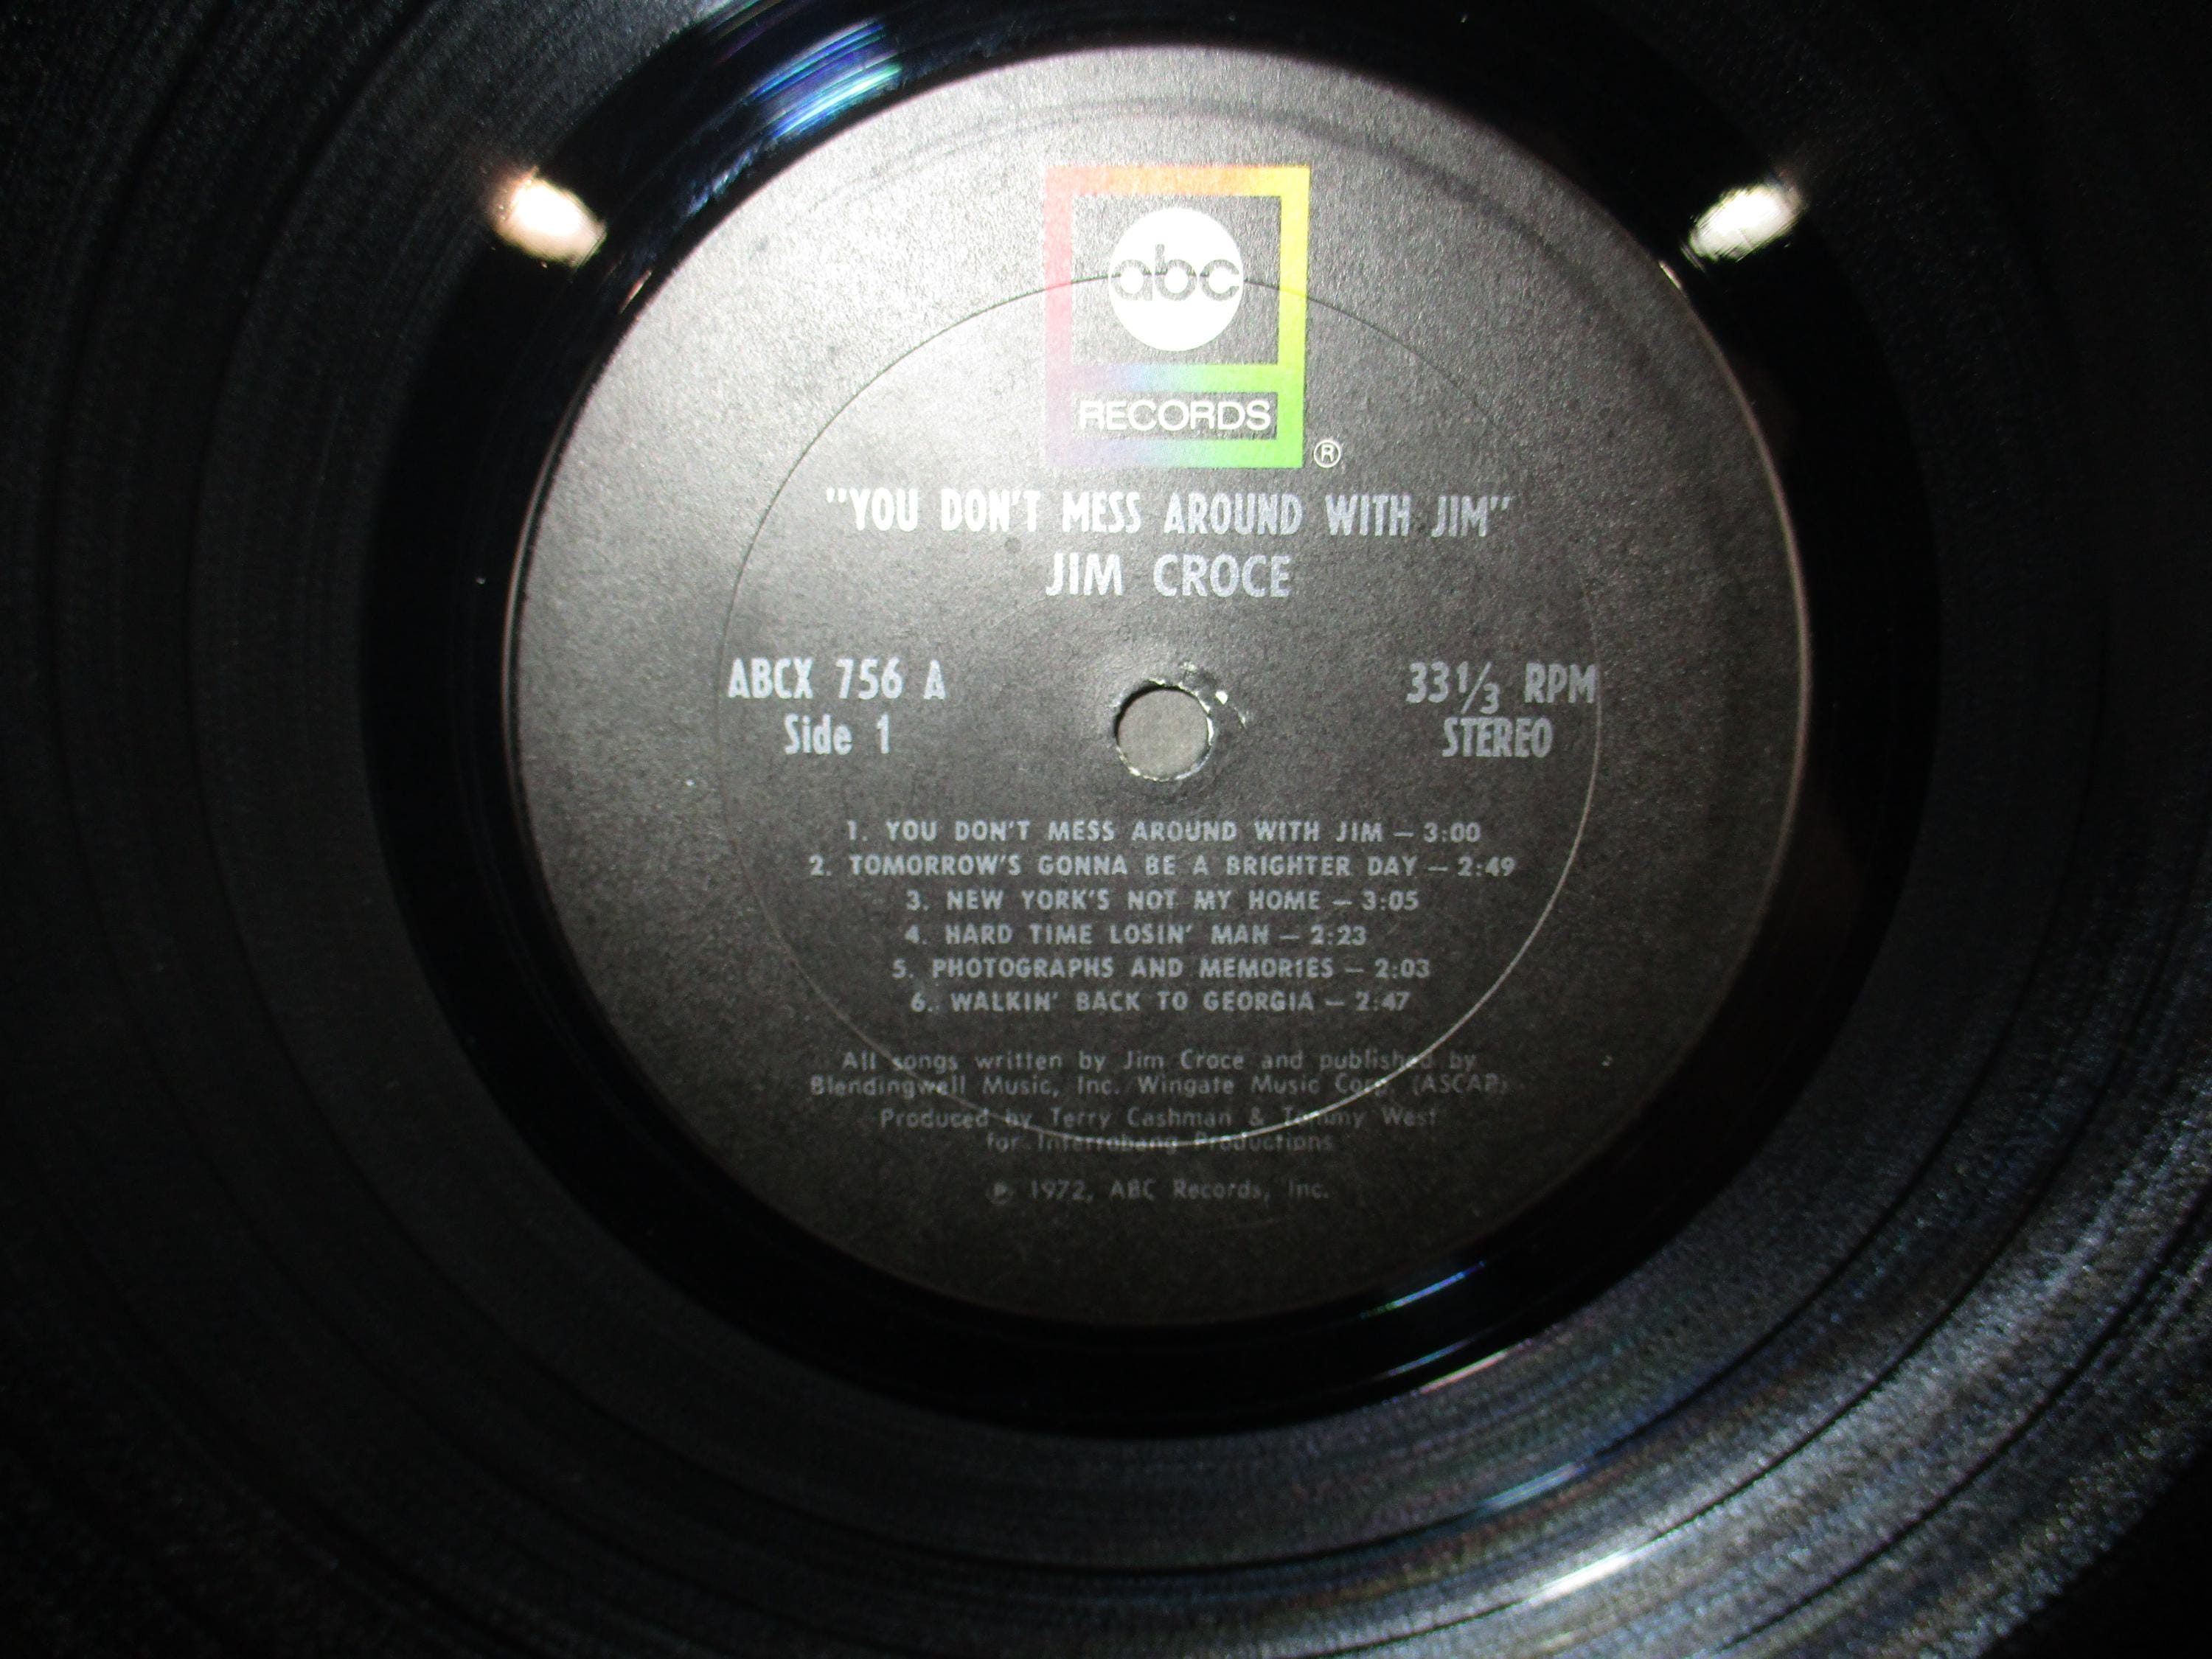 abc
RECORDS
®
"YOU DON'T MESS AROUND WITH JIM"
JIM CROCE
ABCX 756 A
Side 1
33⅓ RPM
STEREO
1. YOU DON'T MESS AROUND WITH JIM — 3:00
2. TOMORROW'S GONNA BE A BRIGHTER DAY — 2:49
3. NEW YORK'S NOT MY HOME — 3:05
4. HARD TIME LOSIN' MAN — 2:23
5. PHOTOGRAPHS AND MEMORIES — 2:03
6. WALKIN' BACK TO GEORGIA — 2:47
All songs written by Jim Croce and published by
Blendingwell Music, Inc. Wingate Music Corp. (ASCAP)
Produced by Terry Cashman & Tommy West
for Interrobang Productions
℗ 1972, ABC Records, Inc.